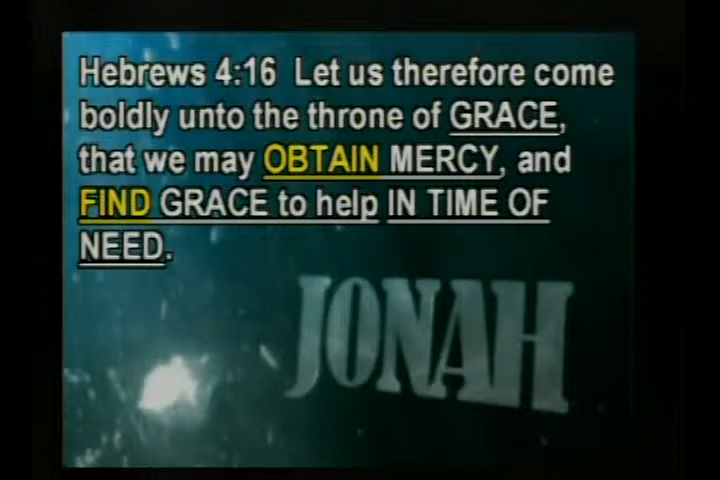 Hebrews 4:16 Let us therefore come
boldly unto the throne of GRACE,
that we may OBTAIN MERCY, and
FIND GRACE to help IN TIME OF
NEED.
JONAH